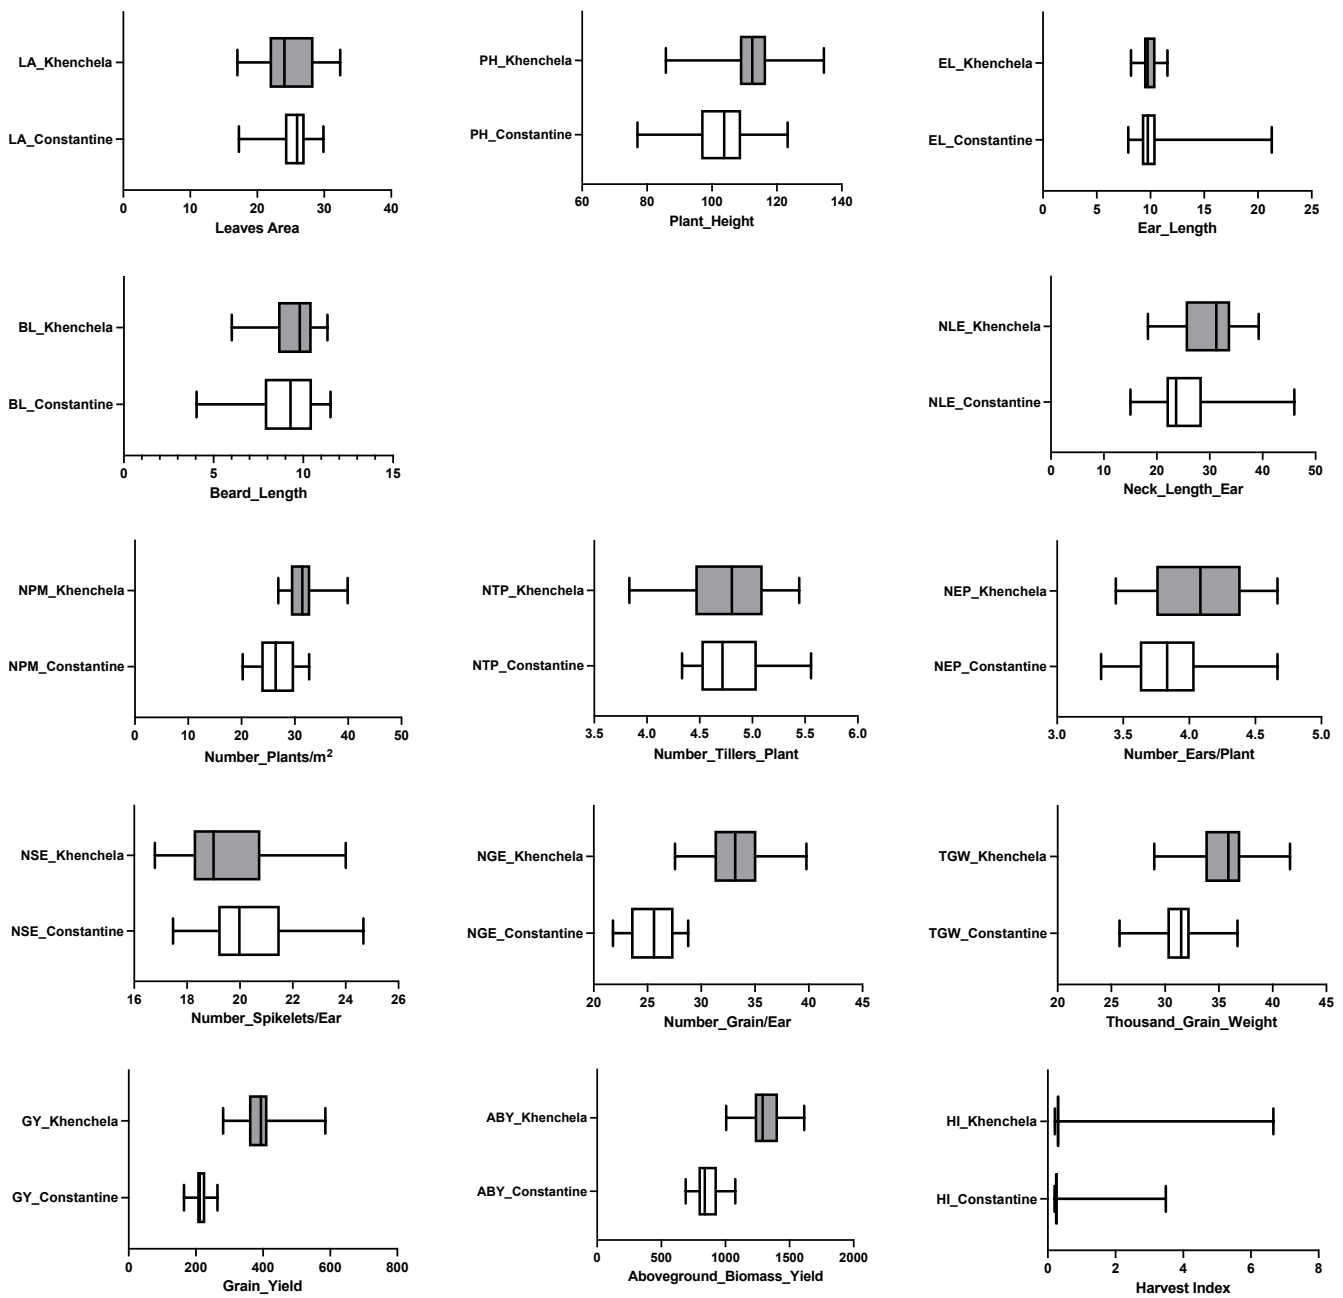 LA_Khenchela
LA_Constantine
0 10 20 30 40
Leaves Area
PH_Khenchela
PH_Constantine
60 80 100 120 140
Plant_Height
EL_Khenchela
EL_Constantine
0 5 10 15 20 25
Ear_Length
BL_Khenchela
BL_Constantine
0 5 10 15
Beard_Length
NLE_Khenchela
NLE_Constantine
0 10 20 30 40 50
Neck_Length_Ear
NPM_Khenchela
NPM_Constantine
0 20 30 40 50
Number_Plants/m²
NTP_Khenchela
NTP_Constantine
3.5 4.0 4.5 5.0 5.5 6.0
Number_Tillers_Plant
NEP_Khenchela
NEP_Constantine
3.0 3.5 4.0 4.5 5.0
Number_Ears/Plant
NSE_Khenchela
NSE_Constantine
16 18 20 22 24 26
Number_Spikelets/Ear
NGE_Khenchela
NGE_Constantine
20 25 30 35 40 45
Number_Grain/Ear
TGW_Khenchela
TGW_Constantine
20 25 30 35 40 45
Thousand_Grain_Weight
GY_Khenchela
GY_Constantine
0 200 400 600 800
Grain_Yield
ABY_Khenchela
ABY_Constantine
0 500 1000 1500 2000
Aboveground_Biomass_Yield
HI_Khenchela
HI_Constantine
0 2 4 6 8
Harvest Index